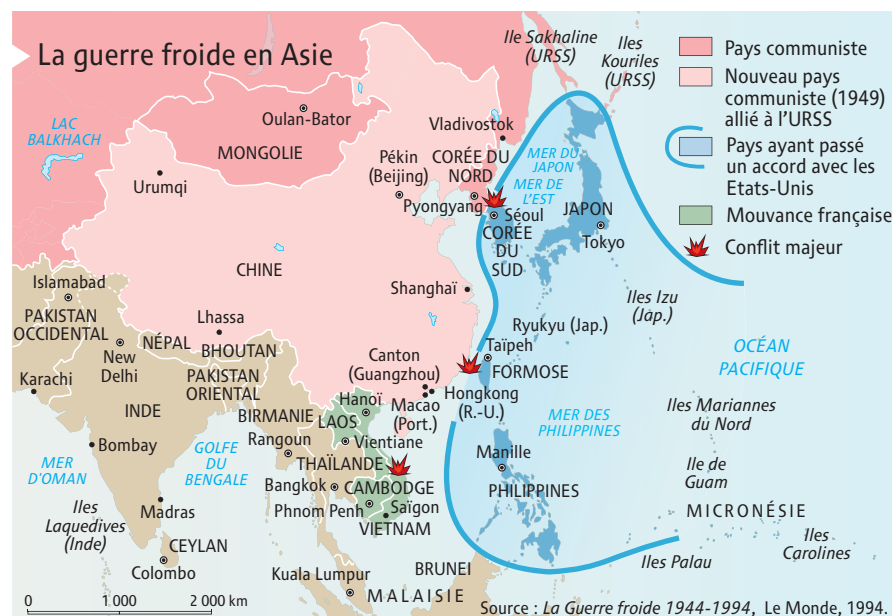 La guerre froide en Asie
Ile Sakhaline
(URSS)
Iles
Kouriles
(URSS)
Pays communiste
Nouveau pays
communiste (1949)
allié à l'URSS
Pays ayant passé
un accord avec les
Etats-Unis
Mouvance française
Conflit majeur
LAC
BALKHACH
Oulan-Bator
MONGOLIE
Vladivostok
Urumqi
Pékin
(Beijing)
CORÉE DU
NORD
Pyongyang
MER DU
JAPON
MER DE
L'EST
Séoul
CORÉE
DU
SUD
JAPON
Tokyo
CHINE
Shanghaï
Iles Izu
(Jap.)
Islamabad
PAKISTAN
OCCIDENTAL
New
Delhi
NÉPAL
Lhassa
BHOUTAN
Ryukyu (Jap.)
Taïpeh
FORMOSE
OCÉAN
PACIFIQUE
Karachi
PAKISTAN
ORIENTAL
Canton
(Guangzhou)
Macao
(Port.)
Hongkong
(R.-U.)
INDE
BIRMANIE
Hanoï
LAOS
Vientiane
Rangoun
Bombay
GOLFE
DU
BENGALE
THAÏLANDE
MER DES
PHILIPPINES
Iles Mariannes
du Nord
MER
D'OMAN
Bangkok
CAMBODGE
Manille
PHILIPPINES
Ile de
Guam
Iles
Laquedives
(Inde)
Madras
Phnom Penh
Saïgon
VIETNAM
MICRONÉSIE
CEYLAN
Colombo
Iles
Carolines
Iles Palau
Kuala Lumpur
BRUNEI
MALAISIE
0 1 000 2 000 km
Source : La Guerre froide 1944-1994, Le Monde, 1994.